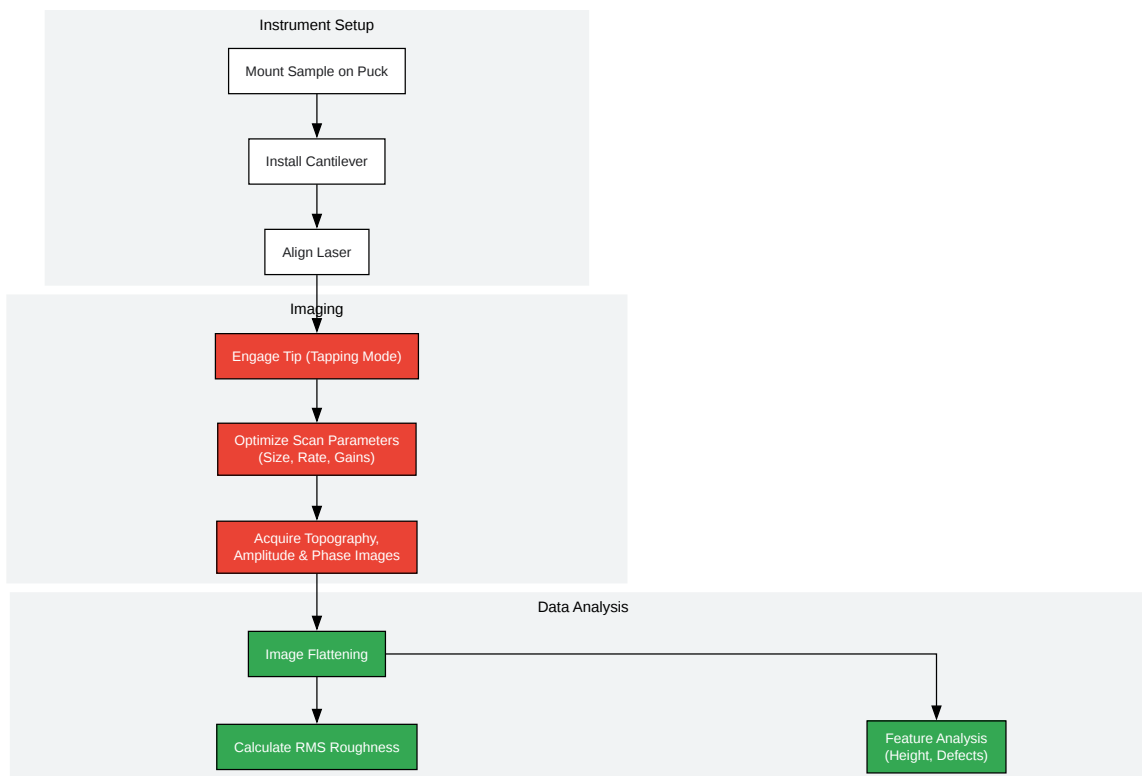 Instrument Setup
Mount Sample on Puck
Install Cantilever
Align Laser
Imaging
Engage Tip (Tapping Mode)
Optimize Scan Parameters
(Size, Rate, Gains)
Acquire Topography,
Amplitude & Phase Images
Data Analysis
Image Flattening
Calculate RMS Roughness
Feature Analysis
(Height, Defects)